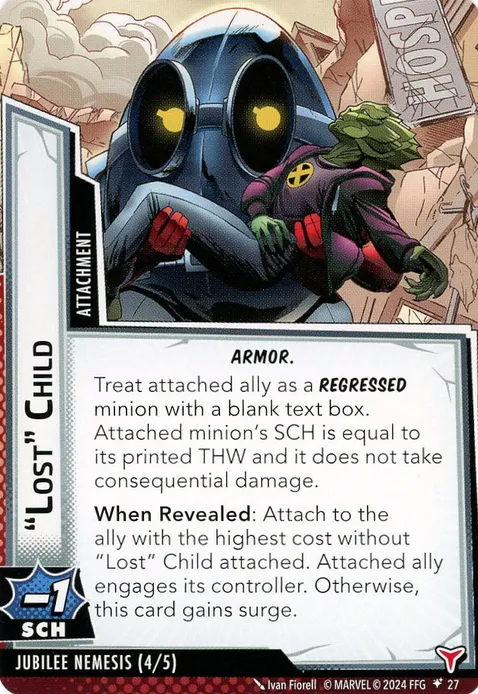 HOSPI
ATTACHMENT
"Lost" Child
ARMOR.
Treat attached ally as a REGRESSED
minion with a blank text box.
Attached minion's SCH is equal to
its printed THW and it does not take
consequential damage.
When Revealed: Attach to the
ally with the highest cost without
"Lost" Child attached. Attached ally
engages its controller. Otherwise,
this card gains surge.
-1
SCH
JUBILEE NEMESIS (4/5)
Ivan Fiorell © MARVEL © 2024 FFG 27